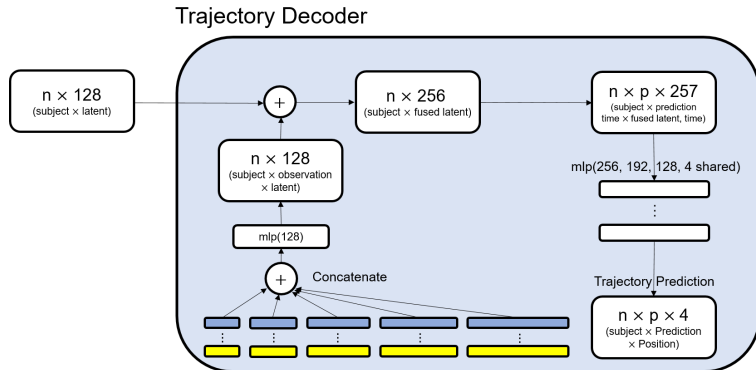 Trajectory Decoder
n × 128
(subject × latent)
+
n × 256
(subject × fused latent)
n × p × 257
(subject × prediction
time × fused latent, time)
n × 128
(subject × observation
× latent)
mlp(256, 192, 128, 4 shared)
⋮
mlp(128)
+
Concatenate
Trajectory Prediction
n × p × 4
(subject × Prediction
× Position)
⋮ ⋮ ⋮ ⋮ ⋮